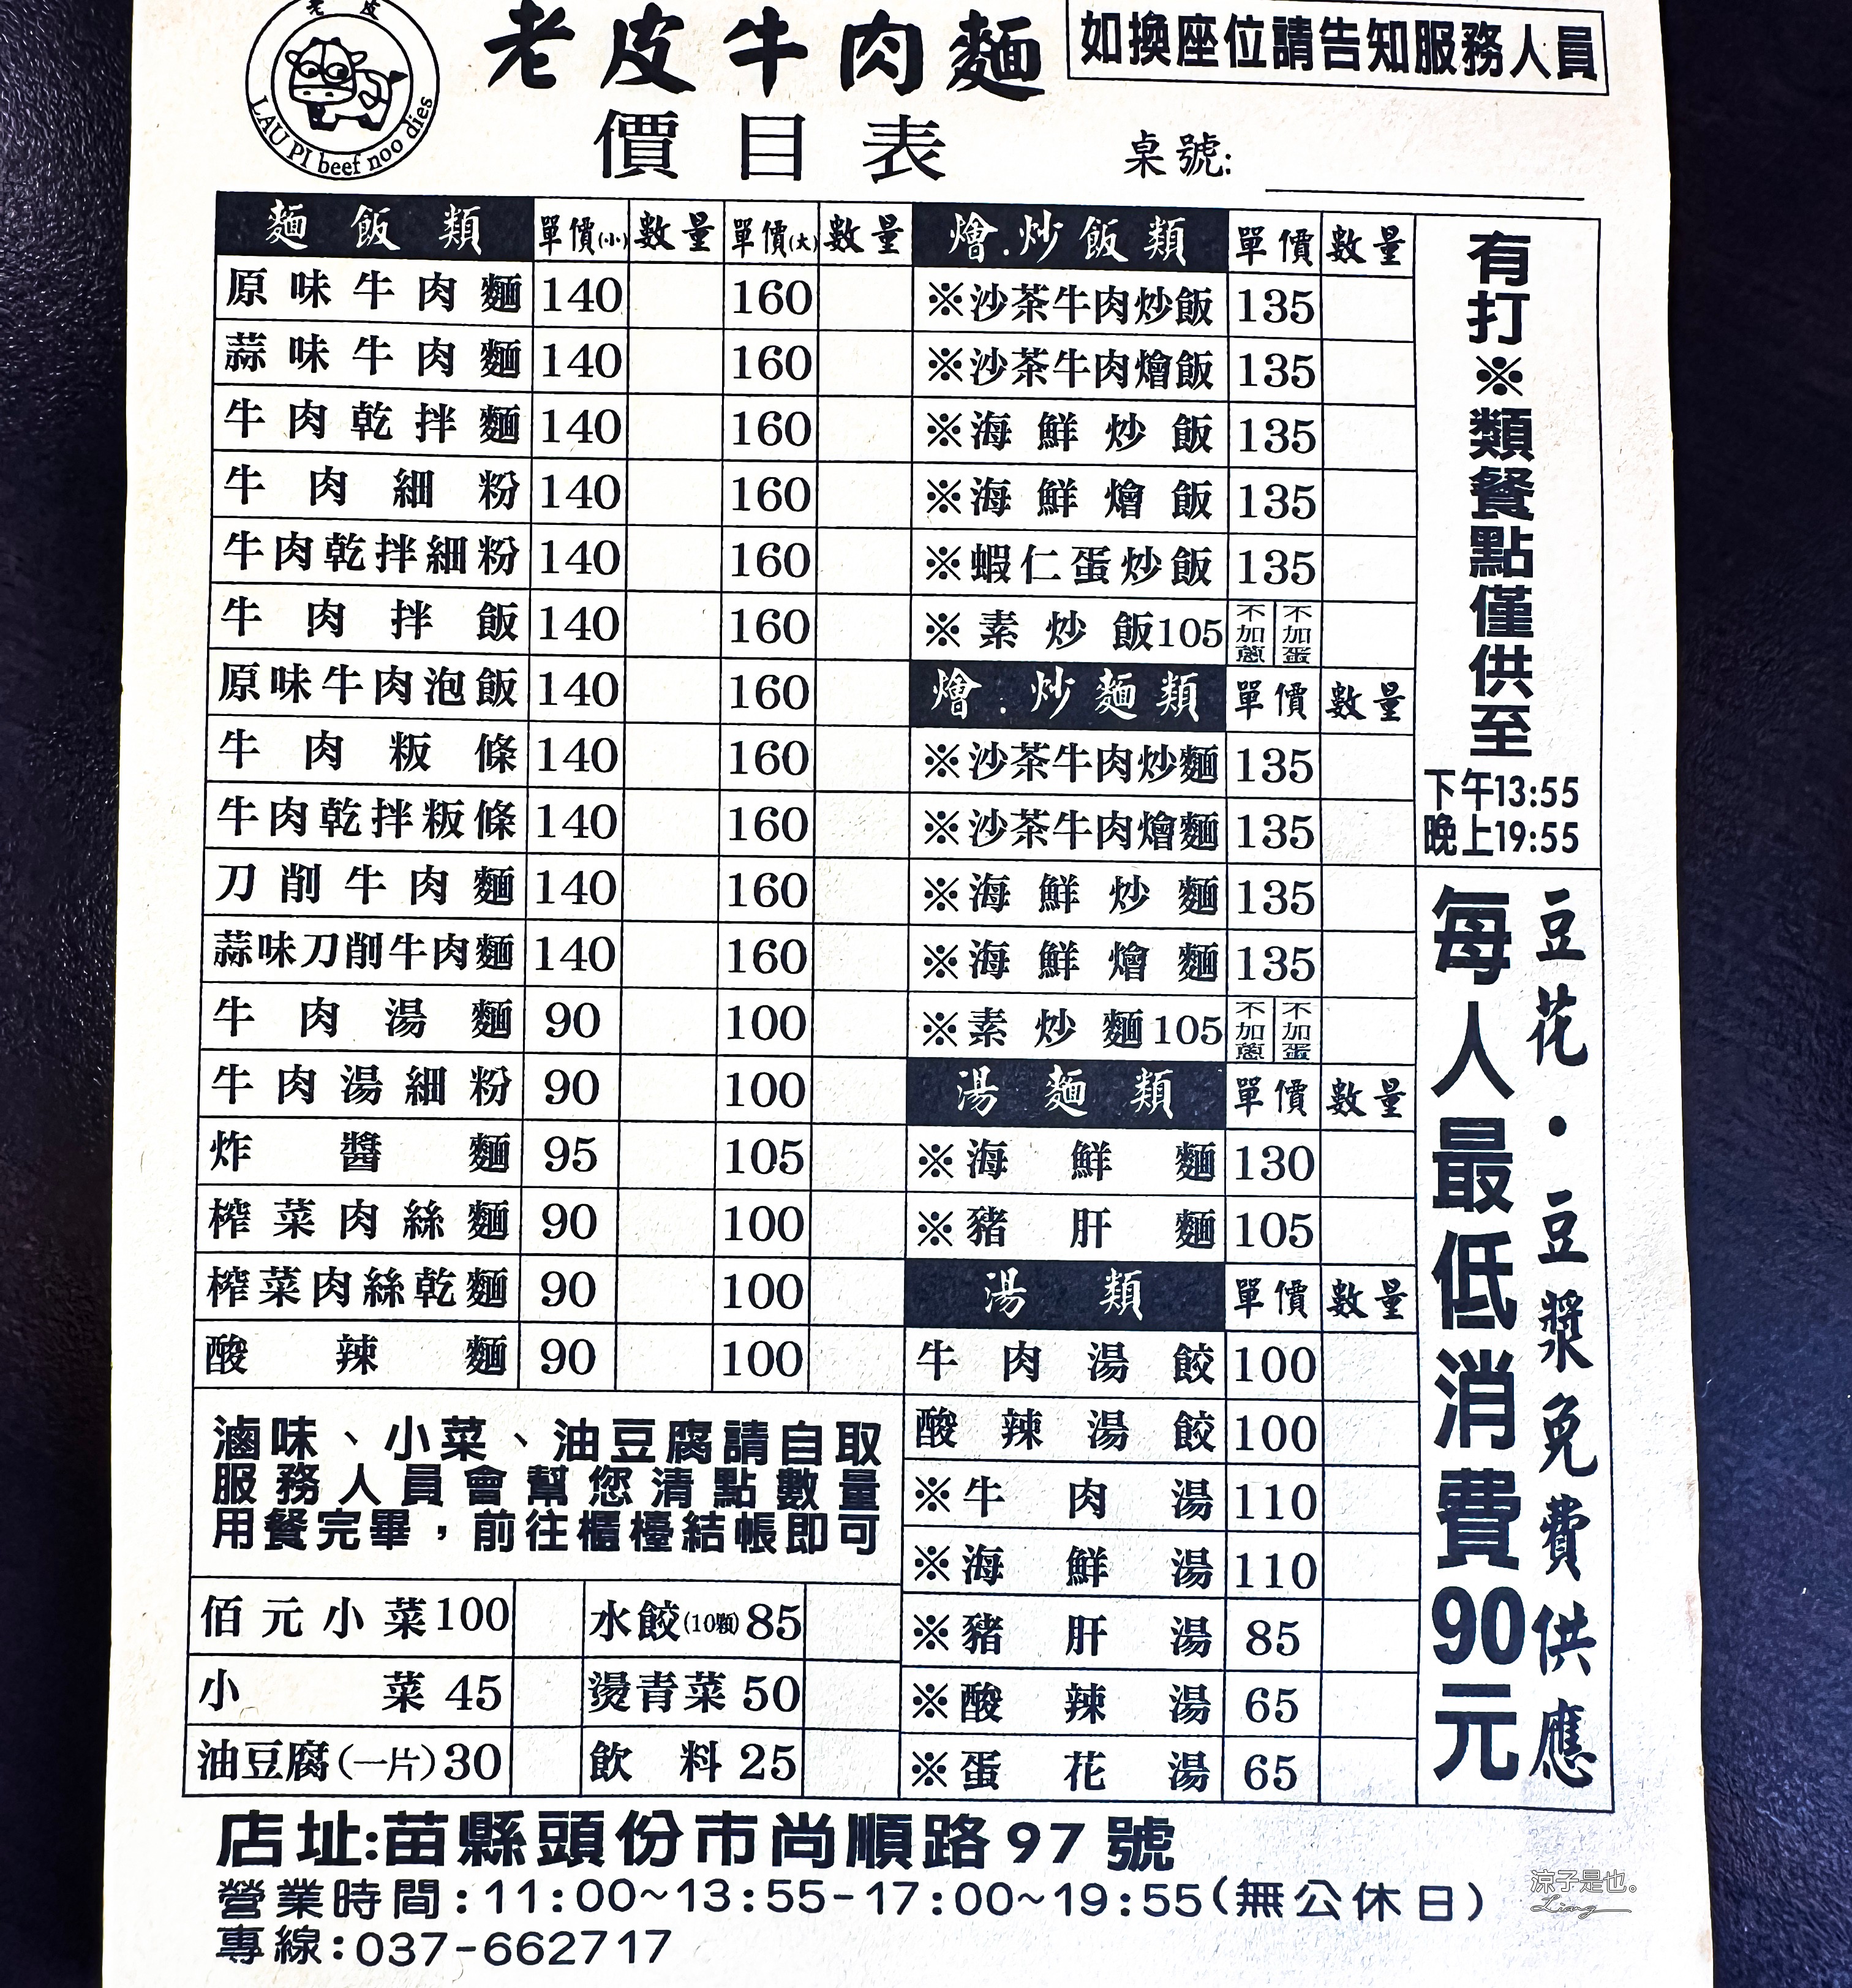 老皮
LAU PI beef noo dies
老皮牛肉麵
如換座位請告知服務人員
價目表
桌號:
麵飯類 單價(小) 數量 單價(大) 數量
原味牛肉麵 140 160
蒜味牛肉麵 140 160
牛肉乾拌麵 140 160
牛肉細粉 140 160
牛肉乾拌細粉 140 160
牛肉拌飯 140 160
原味牛肉泡飯 140 160
牛肉粄條 140 160
牛肉乾拌粄條 140 160
刀削牛肉麵 140 160
蒜味刀削牛肉麵 140 160
牛肉湯麵 90 100
牛肉湯細粉 90 100
炸醬麵 95 105
榨菜肉絲麵 90 100
榨菜肉絲乾麵 90 100
酸辣麵 90 100
滷味、小菜、油豆腐請自取
服務人員會幫您清點數量
用餐完畢,前往櫃檯結帳即可
佰元小菜100 水餃(10顆)85
小菜 45 燙青菜 50
油豆腐(一片)30 飲料 25
燴.炒飯類 單價 數量
※沙茶牛肉炒飯 135
※沙茶牛肉燴飯 135
※海鮮炒飯 135
※海鮮燴飯 135
※蝦仁蛋炒飯 135
※素炒飯105 不加蔥 不加蛋
燴.炒麵類 單價 數量
※沙茶牛肉炒麵 135
※沙茶牛肉燴麵 135
※海鮮炒麵 135
※海鮮燴麵 135
※素炒麵105 不加蔥 不加蛋
湯麵類 單價 數量
※海鮮麵 130
※豬肝麵 105
湯類 單價 數量
牛肉湯餃 100
酸辣湯餃 100
※牛肉湯 110
※海鮮湯 110
※豬肝湯 85
※酸辣湯 65
※蛋花湯 65
有打※類餐點僅供至
下午13:55
晚上19:55
豆花・豆漿免費供應
每人最低消費90元
店址:苗縣頭份市尚順路97號
營業時間:11:00~13:55-17:00~19:55(無公休日)
專線:037-662717
涼子是也。
Liang